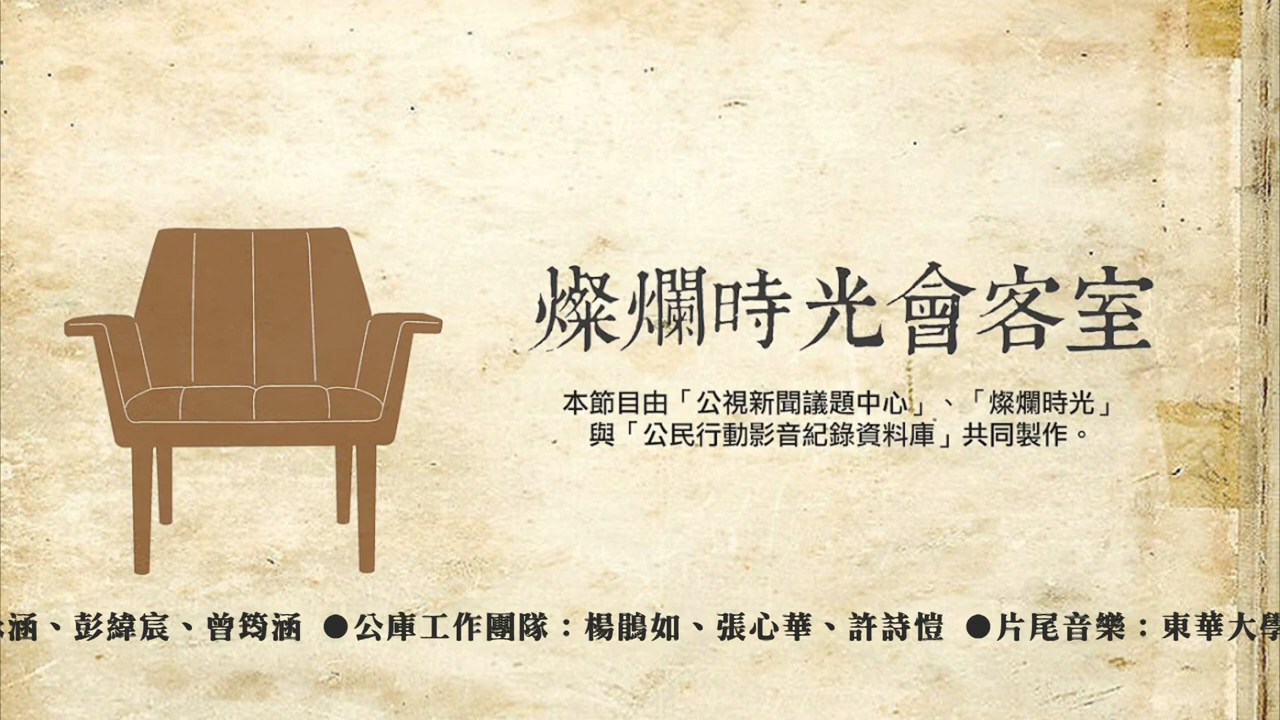 燦爛時光會客室
本節目由「公視新聞議題中心」、「燦爛時光」
與「公民行動影音紀錄資料庫」共同製作。
涵、彭緯宸、曾筠涵 ●公庫工作團隊：楊鵑如、張心華、許詩愷 ●片尾音樂：東華大學